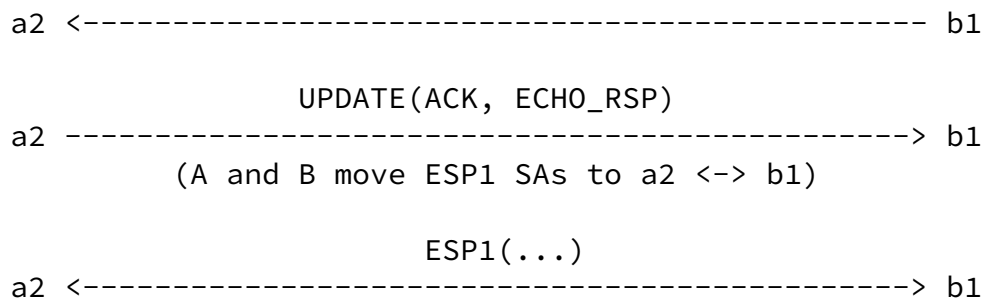 a2 <----------------------------------------------- b1
UPDATE(ACK, ECHO_RSP)
a2 -----------------------------------------------> b1
(A and B move ESP1 SAs to a2 <-> b1)
ESP1(...)
a2 <----------------------------------------------> b1